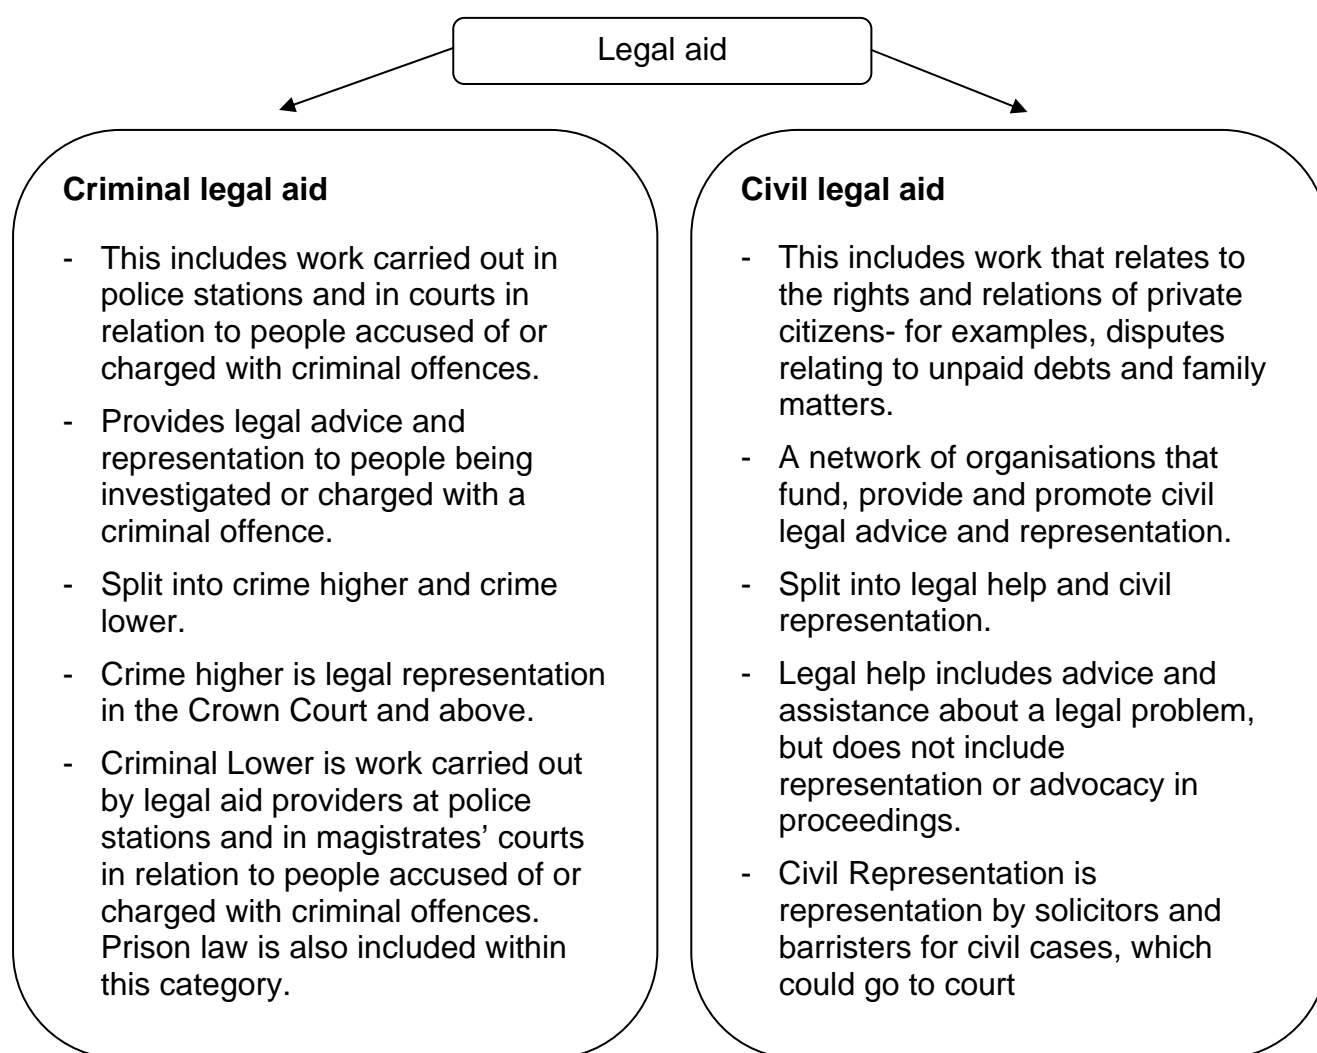 Legal aid
Criminal legal aid
- This includes work carried out in
police stations and in courts in
relation to people accused of or
charged with criminal offences.
- Provides legal advice and
representation to people being
investigated or charged with a
criminal offence.
- Split into crime higher and crime
lower.
- Crime higher is legal representation
in the Crown Court and above.
- Criminal Lower is work carried out
by legal aid providers at police
stations and in magistrates’ courts
in relation to people accused of or
charged with criminal offences.
Prison law is also included within
this category.
Civil legal aid
- This includes work that relates to
the rights and relations of private
citizens- for examples, disputes
relating to unpaid debts and family
matters.
- A network of organisations that
fund, provide and promote civil
legal advice and representation.
- Split into legal help and civil
representation.
- Legal help includes advice and
assistance about a legal problem,
but does not include
representation or advocacy in
proceedings.
- Civil Representation is
representation by solicitors and
barristers for civil cases, which
could go to court